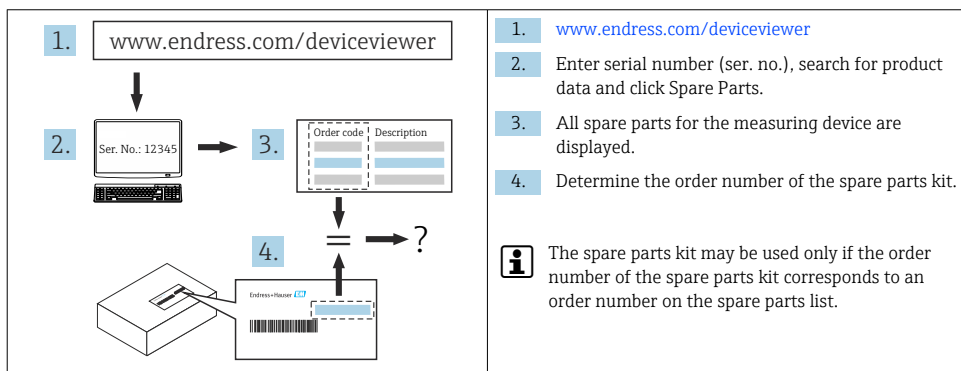 1.
www.endress.com/deviceviewer
2.
Ser. No.: 12345
3.
Order code Description
4.
?
Endress+Hauser EH
1. www.endress.com/deviceviewer
2. Enter serial number (ser. no.), search for product
data and click Spare Parts.
3. All spare parts for the measuring device are
displayed.
4. Determine the order number of the spare parts kit.
i
The spare parts kit may be used only if the order
number of the spare parts kit corresponds to an
order number on the spare parts list.